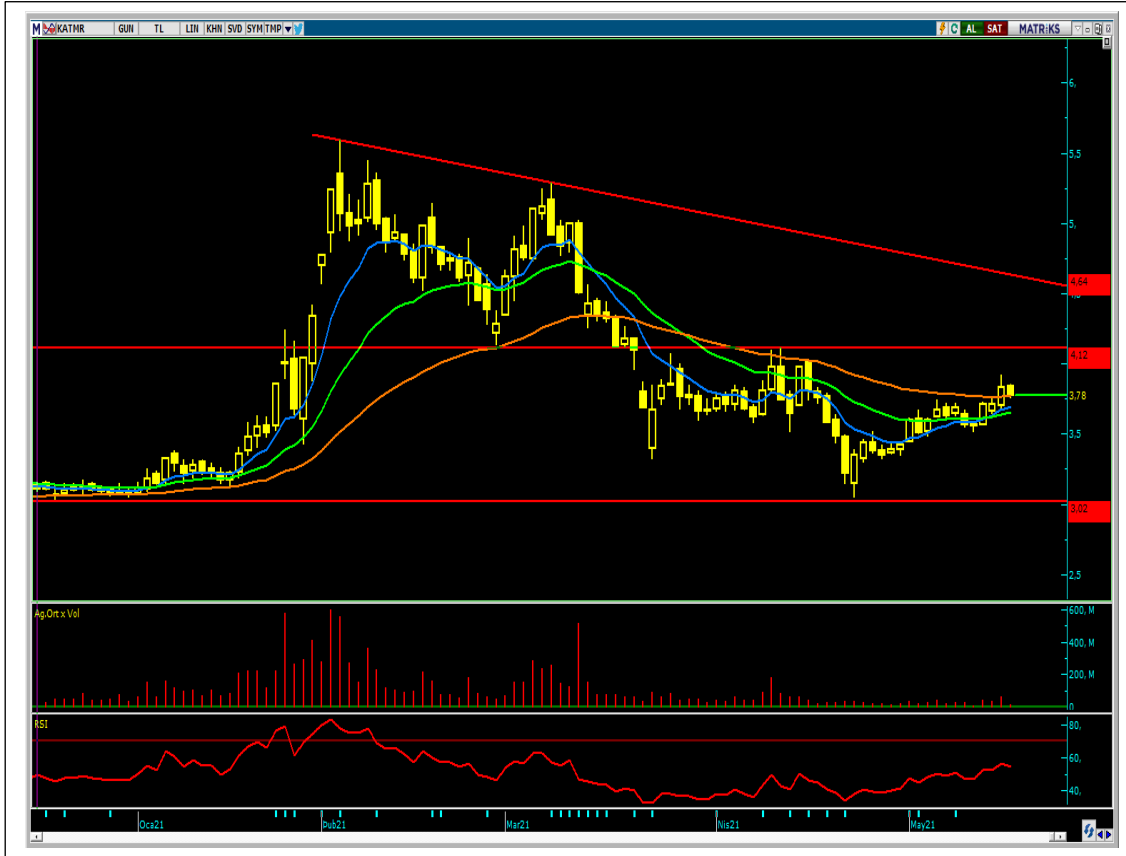 M KATMR GUN TL LIN KHN SVD SYM TMP C AL SAT MATRiKS
6,
5,5
5,
4,64
4,12
3,78
3,5
3,02
2,5
Ag.Ort x Vol
600, M
400, M
200, M
0
RSI
80,
60,
40,
Oca21 Þub21 Mar21 Nis21 May21